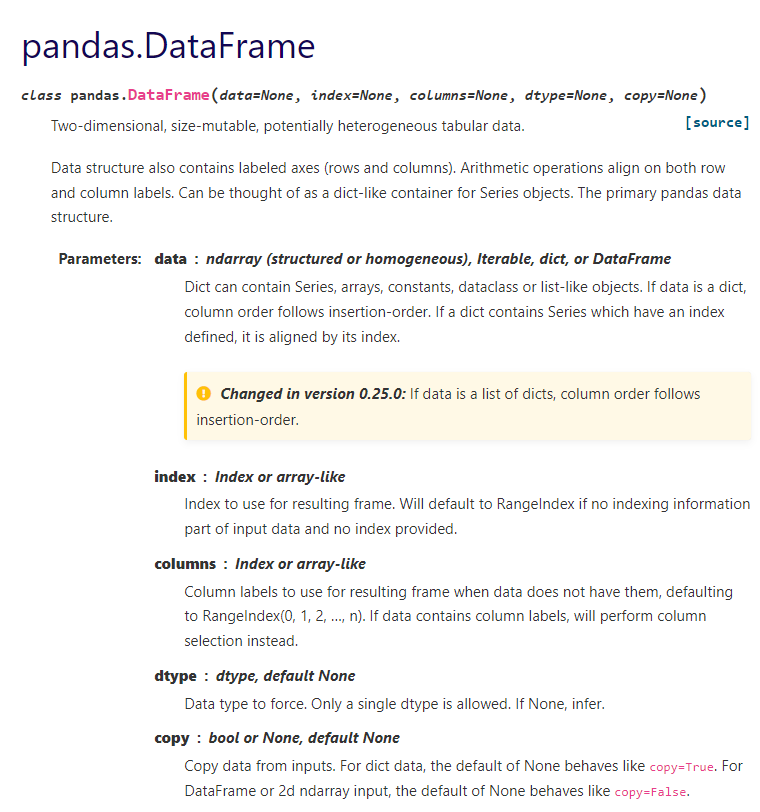 pandas.DataFrame
class pandas.DataFrame(data=None, index=None, columns=None, dtype=None, copy=None)
[source]
Two-dimensional, size-mutable, potentially heterogeneous tabular data.
Data structure also contains labeled axes (rows and columns). Arithmetic operations align on both row
and column labels. Can be thought of as a dict-like container for Series objects. The primary pandas data
structure.
Parameters: data : ndarray (structured or homogeneous), Iterable, dict, or DataFrame
Dict can contain Series, arrays, constants, dataclass or list-like objects. If data is a dict,
column order follows insertion-order. If a dict contains Series which have an index
defined, it is aligned by its index.
Changed in version 0.25.0: If data is a list of dicts, column order follows
insertion-order.
index : Index or array-like
Index to use for resulting frame. Will default to RangeIndex if no indexing information
part of input data and no index provided.
columns : Index or array-like
Column labels to use for resulting frame when data does not have them, defaulting
to RangeIndex(0, 1, 2, …, n). If data contains column labels, will perform column
selection instead.
dtype : dtype, default None
Data type to force. Only a single dtype is allowed. If None, infer.
copy : bool or None, default None
Copy data from inputs. For dict data, the default of None behaves like copy=True. For
DataFrame or 2d ndarray input, the default of None behaves like copy=False.